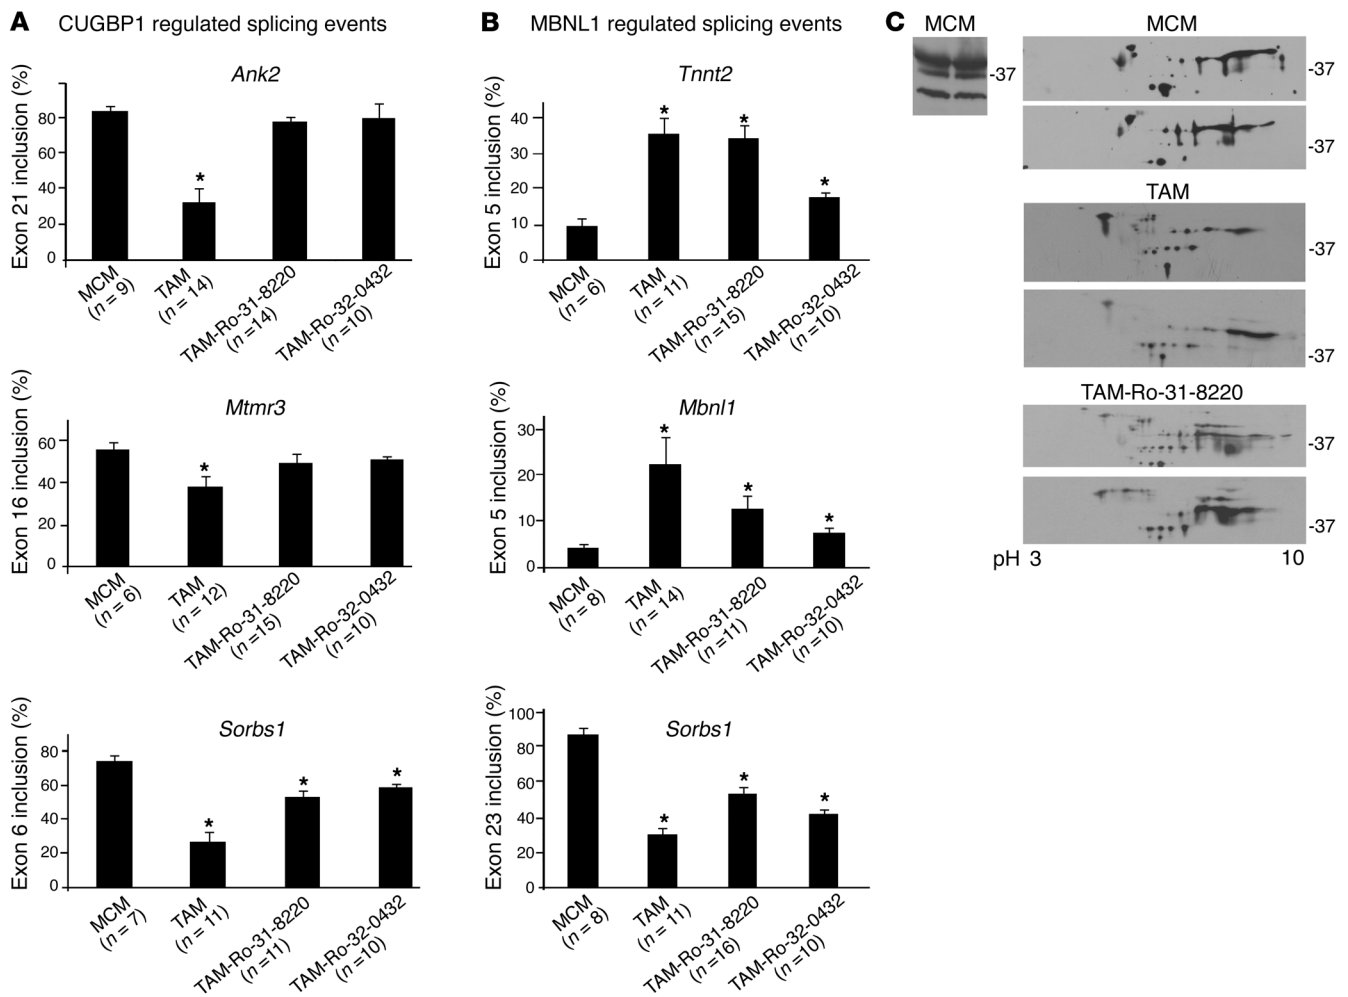 A CUGBP1 regulated splicing events
Ank2
Exon 21 inclusion (%)
80
60
40
20
0
*
MCM
(n = 9)
TAM
(n = 14)
TAM-Ro-31-8220
(n =14)
TAM-Ro-32-0432
(n =10)
Mtmr3
Exon 16 inclusion (%)
60
40
20
0
*
MCM
(n = 6)
TAM
(n = 12)
TAM-Ro-31-8220
(n =15)
TAM-Ro-32-0432
(n =10)
Sorbs1
Exon 6 inclusion (%)
80
60
40
20
0
* * *
MCM
(n = 7)
TAM
(n = 11)
TAM-Ro-31-8220
(n =11)
TAM-Ro-32-0432
(n =10)
B MBNL1 regulated splicing events
Tnnt2
Exon 5 inclusion (%)
40
30
20
10
0
* * *
MCM
(n = 6)
TAM
(n = 11)
TAM-Ro-31-8220
(n =15)
TAM-Ro-32-0432
(n =10)
Mbnl1
Exon 5 inclusion (%)
30
20
10
0
* * *
MCM
(n = 8)
TAM
(n = 14)
TAM-Ro-31-8220
(n =11)
TAM-Ro-32-0432
(n =10)
Sorbs1
Exon 23 inclusion (%)
100
80
60
40
20
0
* * *
MCM
(n = 8)
TAM
(n = 11)
TAM-Ro-31-8220
(n =16)
TAM-Ro-32-0432
(n =10)
C MCM
-37
MCM
-37
-37
TAM
-37
-37
TAM-Ro-31-8220
-37
-37
pH 3 10